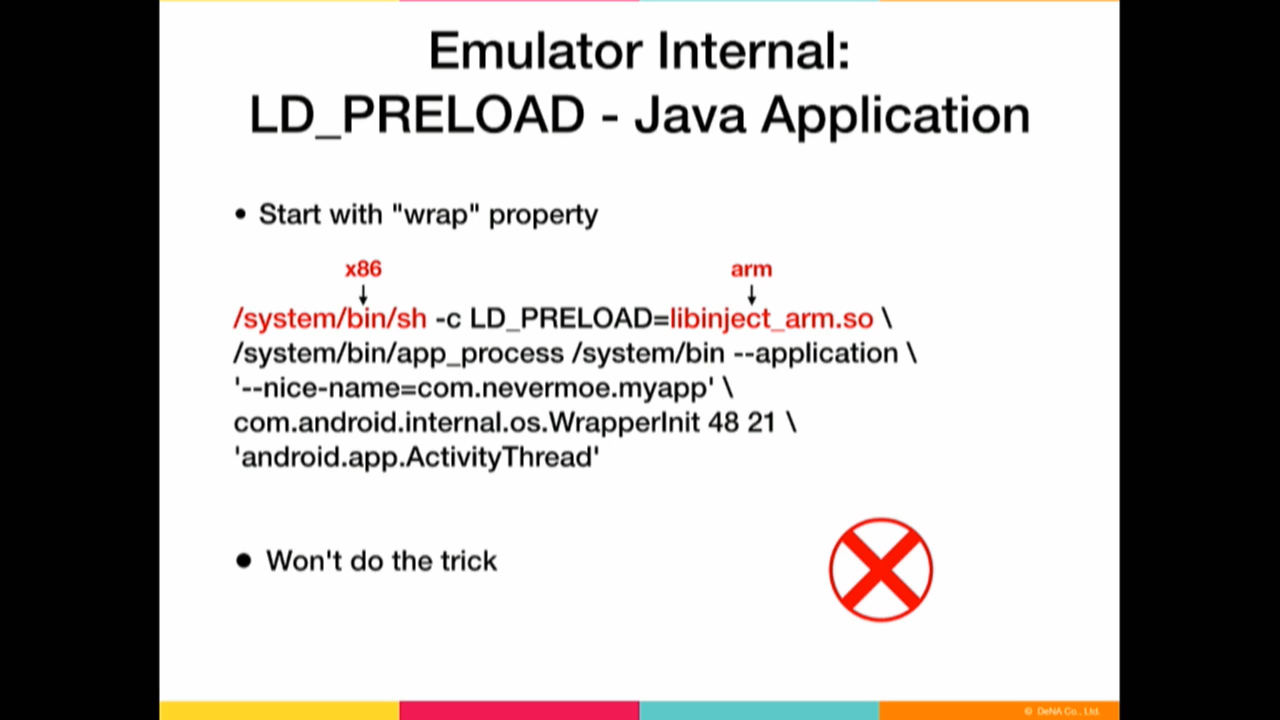 Emulator Internal:
LD_PRELOAD - Java Application
• Start with "wrap" property
x86
arm
/system/bin/sh -c LD_PRELOAD=libinject_arm.so \
/system/bin/app_process /system/bin --application \
'--nice-name=com.nevermoe.myapp' \
com.android.internal.os.WrapperInit 48 21 \
'android.app.ActivityThread'
• Won't do the trick
© DeNA Co., Ltd.